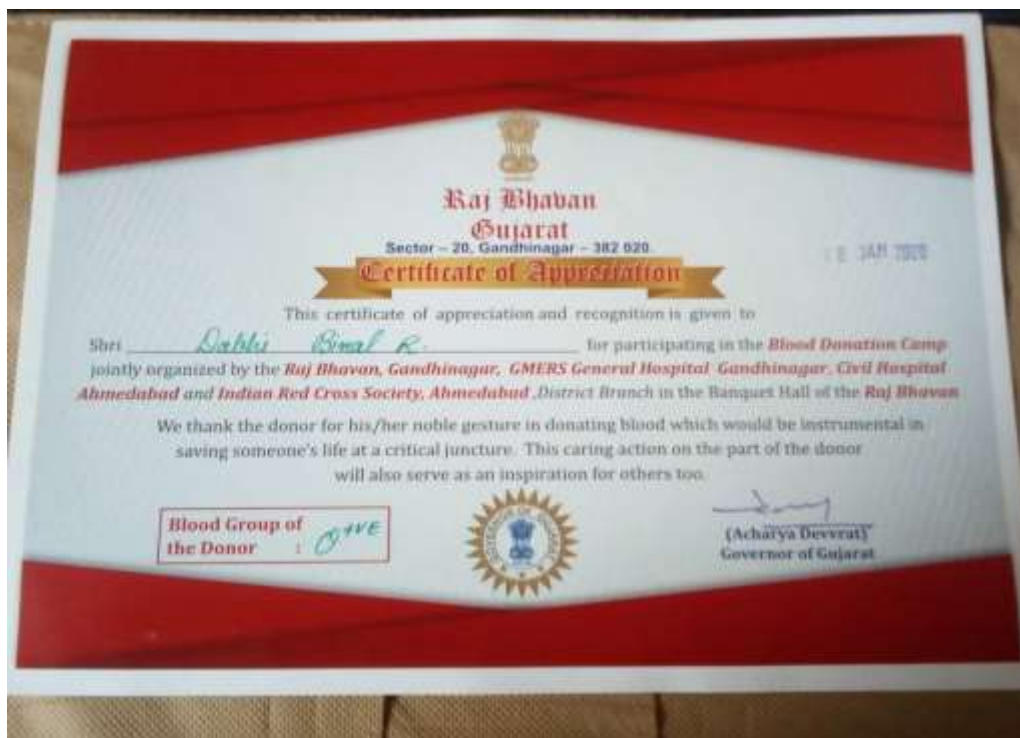 Raj Bhavan
Gujarat
Sector – 20, Gandhinagar – 382 020.
JAN 2020
Certificate of Appreciation
This certificate of appreciation and recognition is given to
Shri Dabhi Bimal R. for participating in the Blood Donation Camp
jointly organized by the Raj Bhavan, Gandhinagar, GMERS General Hospital Gandhinagar, Civil Hospital
Ahmedabad and Indian Red Cross Society, Ahmedabad ,District Branch in the Banquet Hall of the Raj Bhavan
We thank the donor for his/her noble gesture in donating blood which would be instrumental in
saving someone's life at a critical juncture. This caring action on the part of the donor
will also serve as an inspiration for others too.
Blood Group of
the Donor : O+VE
GOVERNOR OF GUJARAT
(Acharya Devvrat)
Governor of Gujarat